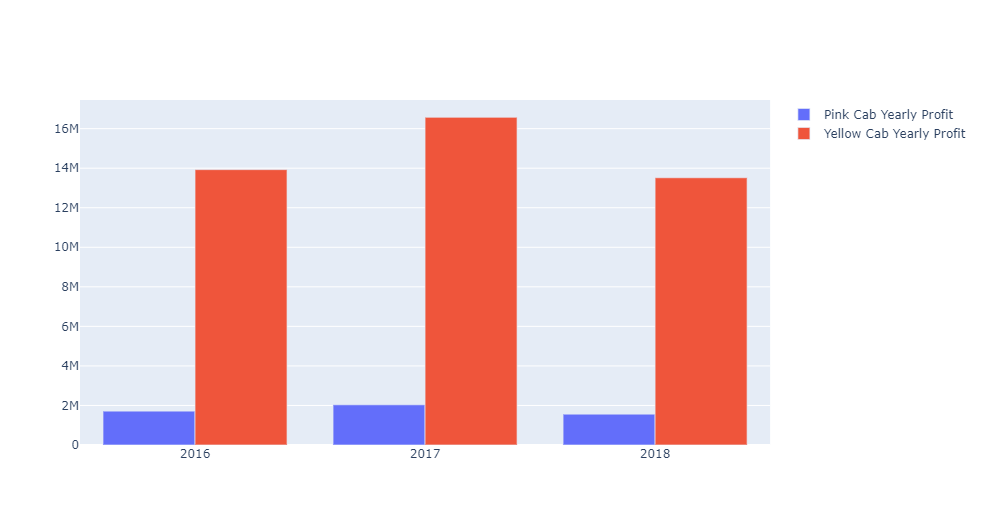 Pink Cab Yearly Profit
Yellow Cab Yearly Profit
16M
14M
12M
10M
8M
6M
4M
2M
0
2016 2017 2018